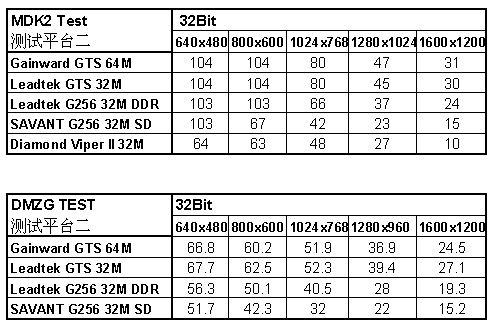 MDK2 Test 32Bit
测试平台二 640x480 800x600 1024x768 1280x1024 1600x1200
Gainward GTS 64M 104 104 80 47 31
Leadtek GTS 32M 104 104 80 45 30
Leadtek G256 32M DDR 103 103 66 37 24
SAVANT G256 32M SD 103 67 42 23 15
Diamond Viper II 32M 64 63 48 27 10
DMZG TEST 32Bit
测试平台二 640x480 800x600 1024x768 1280x960 1600x1200
Gainward GTS 64M 66.8 60.2 51.9 36.9 24.5
Leadtek GTS 32M 67.7 62.5 52.3 39.4 27.1
Leadtek G256 32M DDR 56.3 50.1 40.5 28 19.3
SAVANT G256 32M SD 51.7 42.3 32 22 15.2